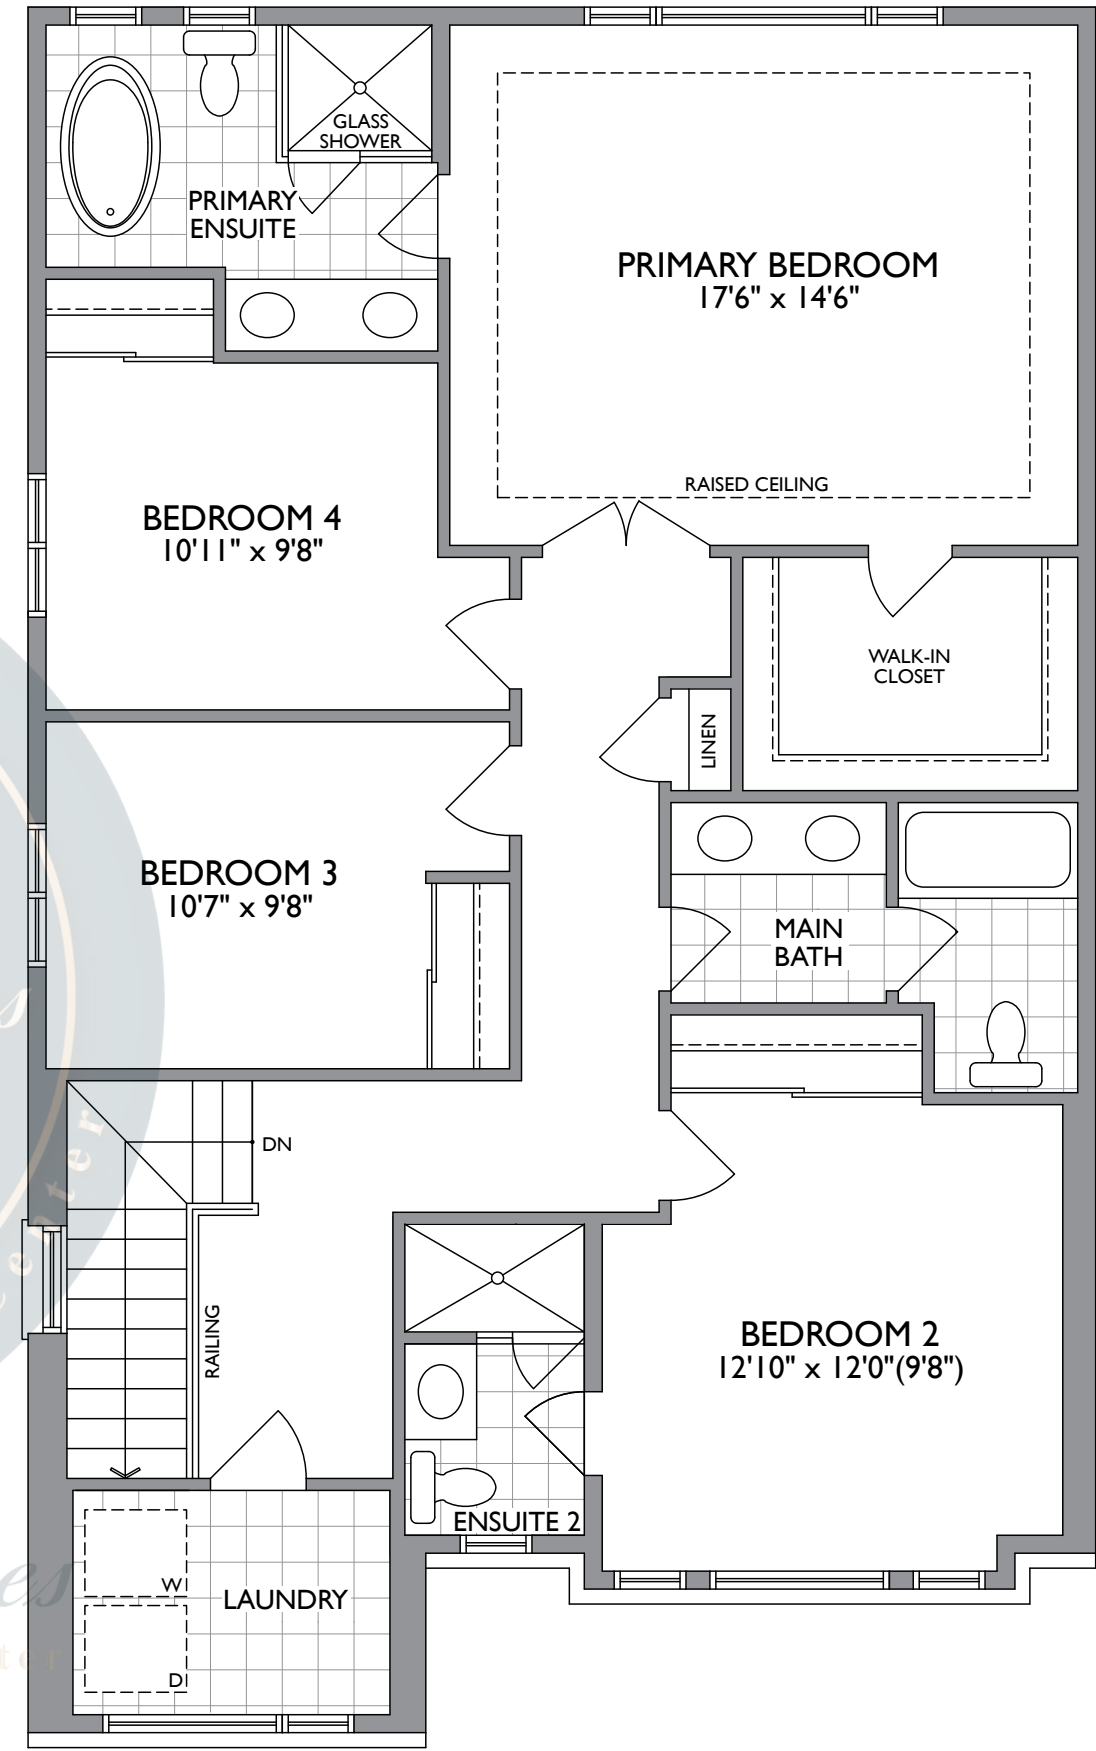 GLASS
SHOWER
PRIMARY
ENSUITE
PRIMARY BEDROOM
17'6" x 14'6"
RAISED CEILING
BEDROOM 4
10'11" x 9'8"
WALK-IN
CLOSET
LINEN
BEDROOM 3
10'7" x 9'8"
MAIN
BATH
DN
RAILING
BEDROOM 2
12'10" x 12'0"(9'8")
ENSUITE 2
W
LAUNDRY
D